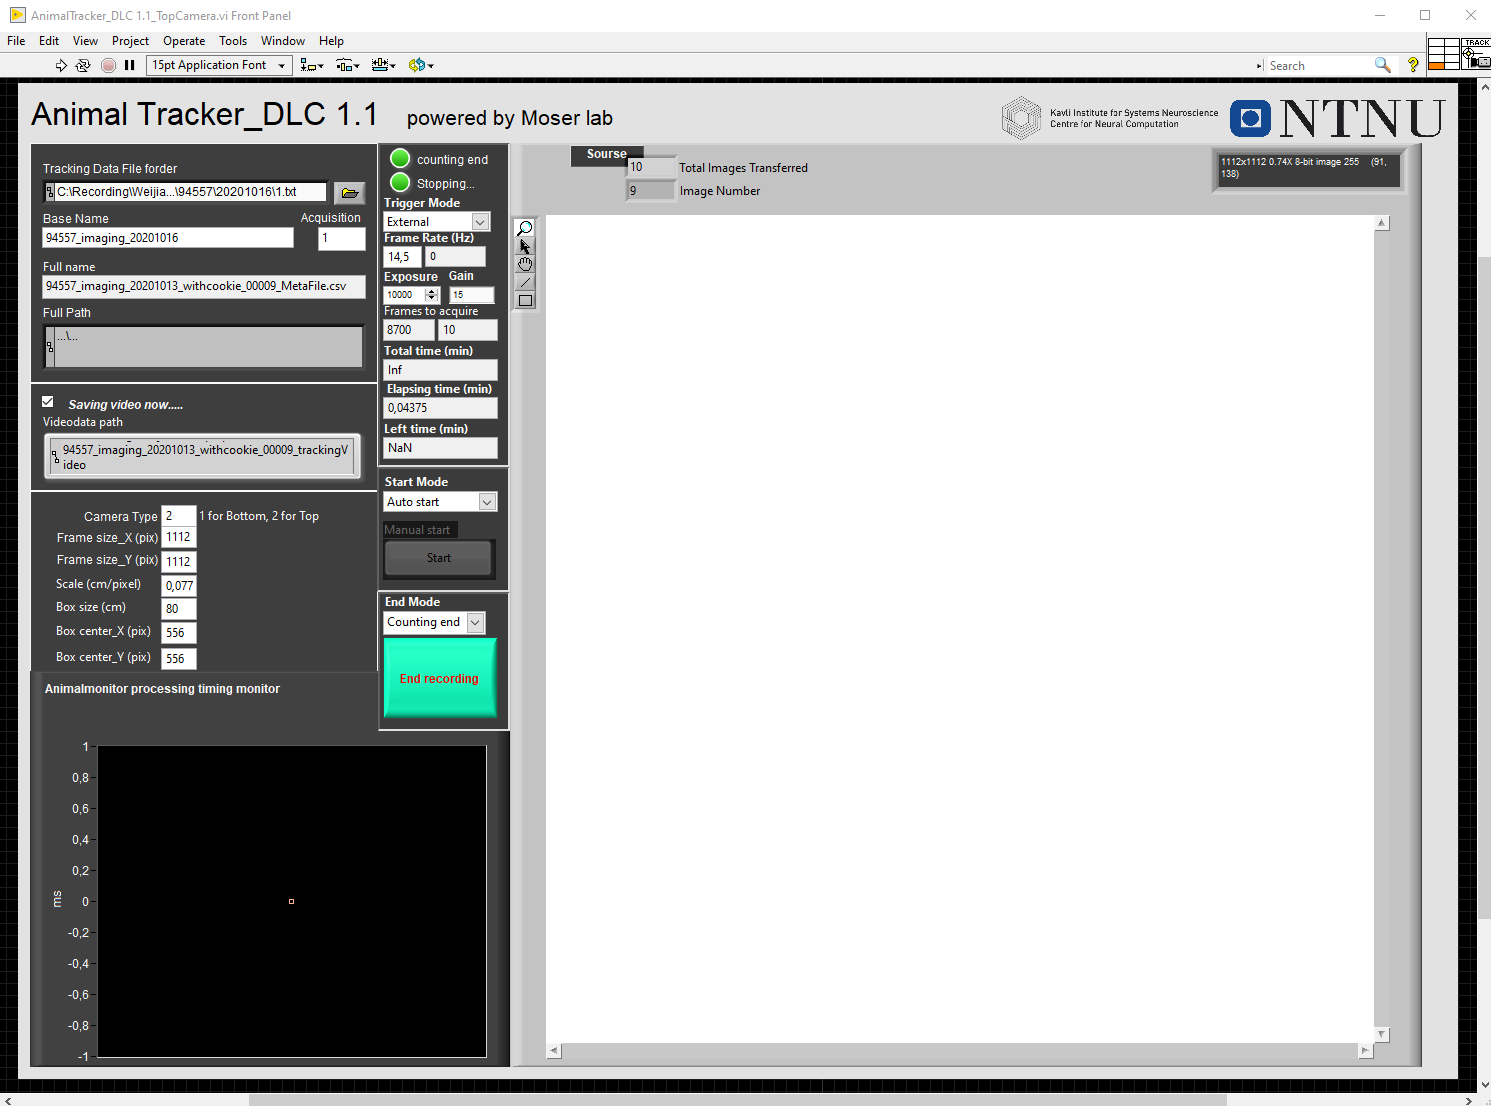 AnimalTracker_DLC 1.1_TopCamera.vi Front Panel
File Edit View Project Operate Tools Window Help
15pt Application Font
Search
?
TRACK
Animal Tracker_DLC 1.1 powered by Moser lab
Kavli Institute for Systems Neuroscience
Centre for Neural Computation
NTNU
Tracking Data File forder
C:\Recording\Weijia...\94557\20201016\1.txt
Base Name
Acquisition
94557_imaging_20201016
1
Full name
94557_imaging_20201013_withcookie_00009_MetaFile.csv
Full Path
...\...
Saving video now.....
Videodata path
94557_imaging_20201013_withcookie_00009_trackingV
ideo
Camera Type 2 1 for Bottom, 2 for Top
Frame size_X (pix) 1112
Frame size_Y (pix) 1112
Scale (cm/pixel) 0,077
Box size (cm) 80
Box center_X (pix) 556
Box center_Y (pix) 556
counting end
Stopping...
Trigger Mode
External
Frame Rate (Hz)
14,5 0
Exposure Gain
10000 15
Frames to acquire
8700 10
Total time (min)
Inf
Elapsing time (min)
0,04375
Left time (min)
NaN
Start Mode
Auto start
Manual start
Start
End Mode
Counting end
End recording
Animalmonitor processing timing monitor
1
0,8
0,6
0,4
0,2
0
-0,2
-0,4
-0,6
-0,8
-1
ms
Sourse
10 Total Images Transferred
9 Image Number
1112x1112 0.74X 8-bit image 255 (91,
138)